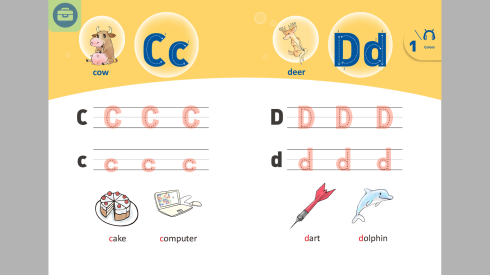 Cc
Dd
1
cow
deer
C C C C
D D D D
c c c c
d d d d
cake
computer
dart
dolphin